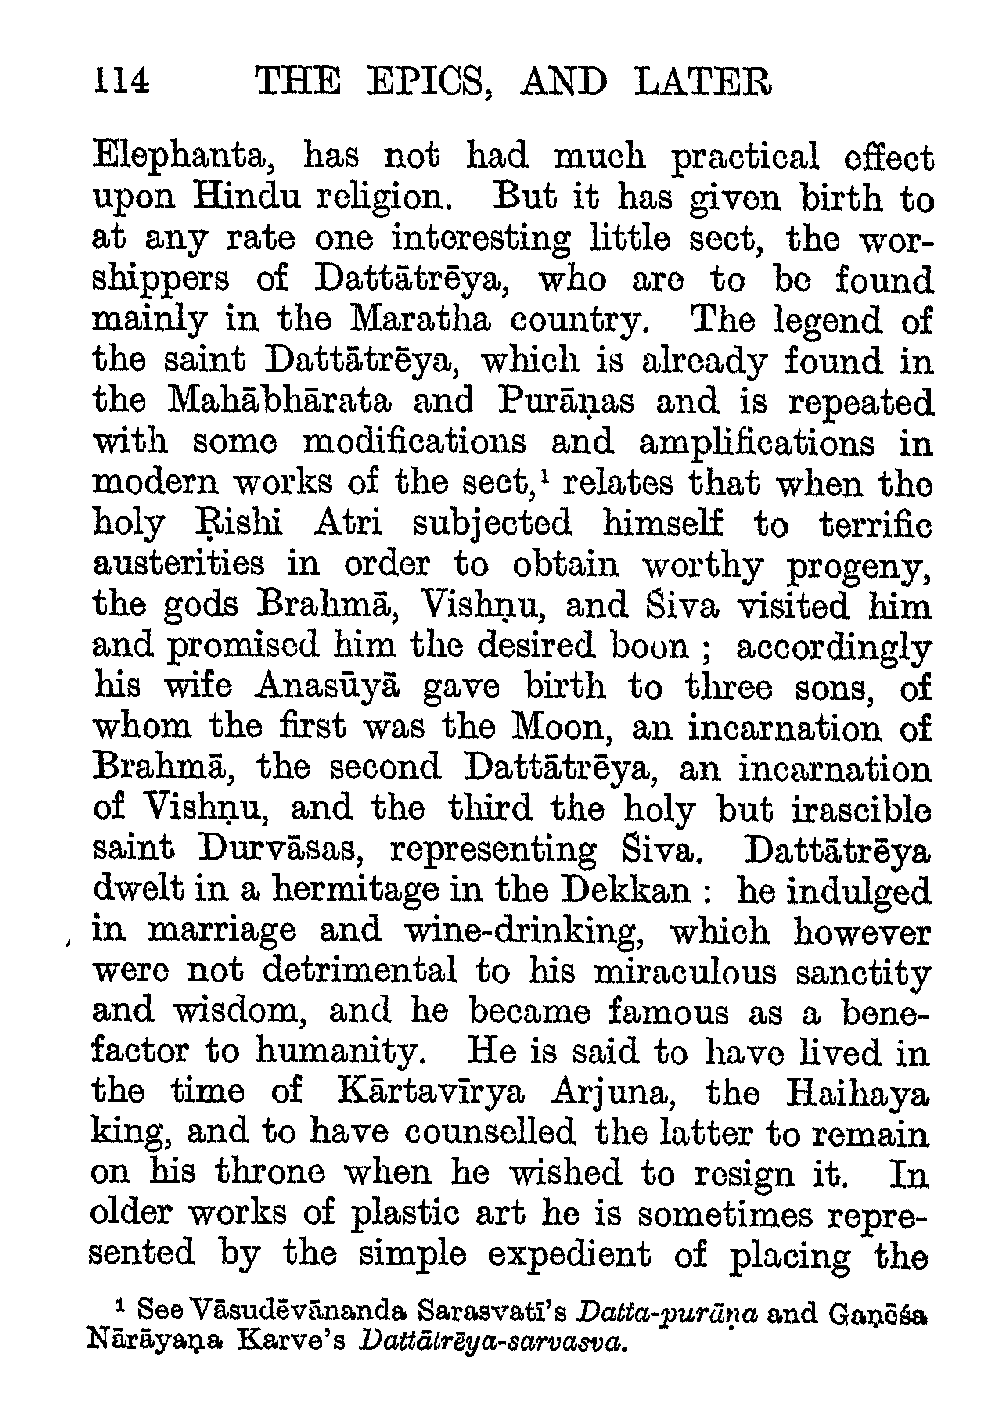 114 THE EPICS, AND LATER
Elephanta, has not had much practical effect
upon Hindu religion. But it has given birth to
at any rate one interesting little sect, the wor-
shippers of Dattātrēya, who are to be found
mainly in the Maratha country. The legend of
the saint Dattātrēya, which is already found in
the Mahābhārata and Purāṇas and is repeated
with some modifications and amplifications in
modern works of the sect,¹ relates that when the
holy Ṛishi Atri subjected himself to terrific
austerities in order to obtain worthy progeny,
the gods Brahmā, Vishṇu, and Śiva visited him
and promised him the desired boon ; accordingly
his wife Anasūyā gave birth to three sons, of
whom the first was the Moon, an incarnation of
Brahmā, the second Dattātrēya, an incarnation
of Vishṇu, and the third the holy but irascible
saint Durvāsas, representing Śiva. Dattātrēya
dwelt in a hermitage in the Dekkan : he indulged
in marriage and wine-drinking, which however
were not detrimental to his miraculous sanctity
and wisdom, and he became famous as a bene-
factor to humanity. He is said to have lived in
the time of Kārtavīrya Arjuna, the Haihaya
king, and to have counselled the latter to remain
on his throne when he wished to resign it. In
older works of plastic art he is sometimes repre-
sented by the simple expedient of placing the
¹ See Vāsudēvānanda Sarasvatī's Datta-purāṇa and Gaṇēśa
Nārāyaṇa Karve's Dattātrēya-sarvasva.